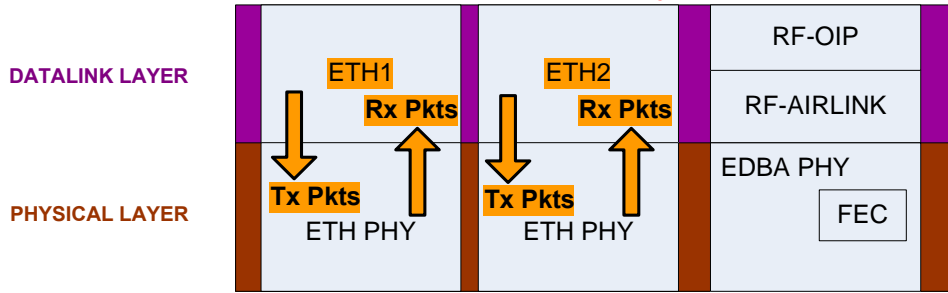 RF-OIP
DATALINK LAYER
ETH1
ETH2
Rx Pkts
Rx Pkts
RF-AIRLINK
EDBA PHY
Tx Pkts
Tx Pkts
PHYSICAL LAYER
FEC
ETH PHY
ETH PHY